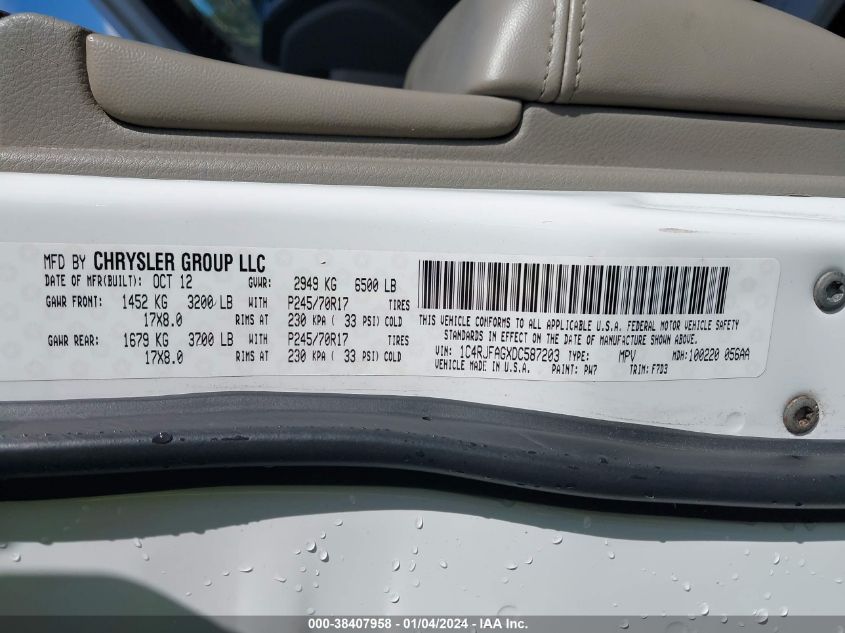 MFD BY CHRYSLER GROUP LLC
DATE OF MFR(BUILT): OCT 12 GVWR: 2949 KG 6500 LB
GAWR FRONT: 1452 KG 3200 LB WITH P245/70R17 TIRES
17X8.0 RIMS AT 230 KPA ( 33 PSI) COLD
GAWR REAR: 1679 KG 3700 LB WITH P245/70R17 TIRES
17X8.0 RIMS AT 230 KPA ( 33 PSI) COLD
THIS VEHICLE CONFORMS TO ALL APPLICABLE U.S.A. FEDERAL MOTOR VEHICLE SAFETY
STANDARDS IN EFFECT ON THE DATE OF MANUFACTURE SHOWN ABOVE.
VIN: 1C4RJFAGXDC587203 TYPE: MPV MDH: 100220 056AA
VEHICLE MADE IN U.S.A. PAINT: PW7 TRIM: F7D3
000-38407958 - 01/04/2024 - IAA Inc.